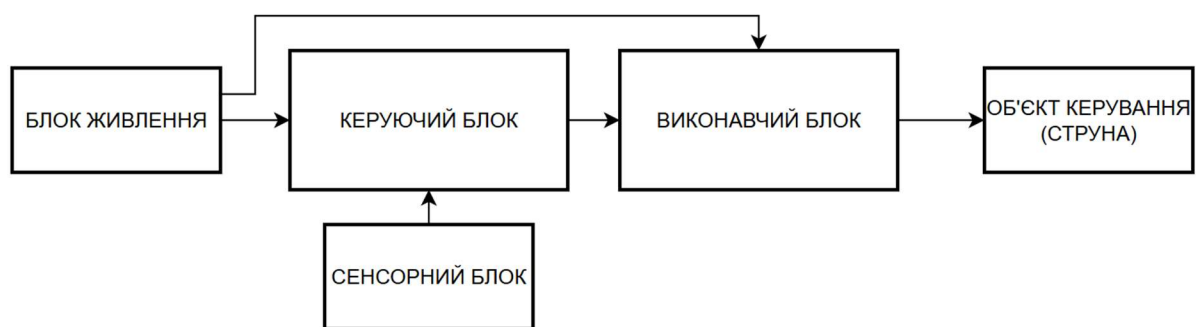 БЛОК ЖИВЛЕННЯ
КЕРУЮЧИЙ БЛОК
ВИКОНАВЧИЙ БЛОК
ОБ'ЄКТ КЕРУВАННЯ
(СТРУНА)
СЕНСОРНИЙ БЛОК